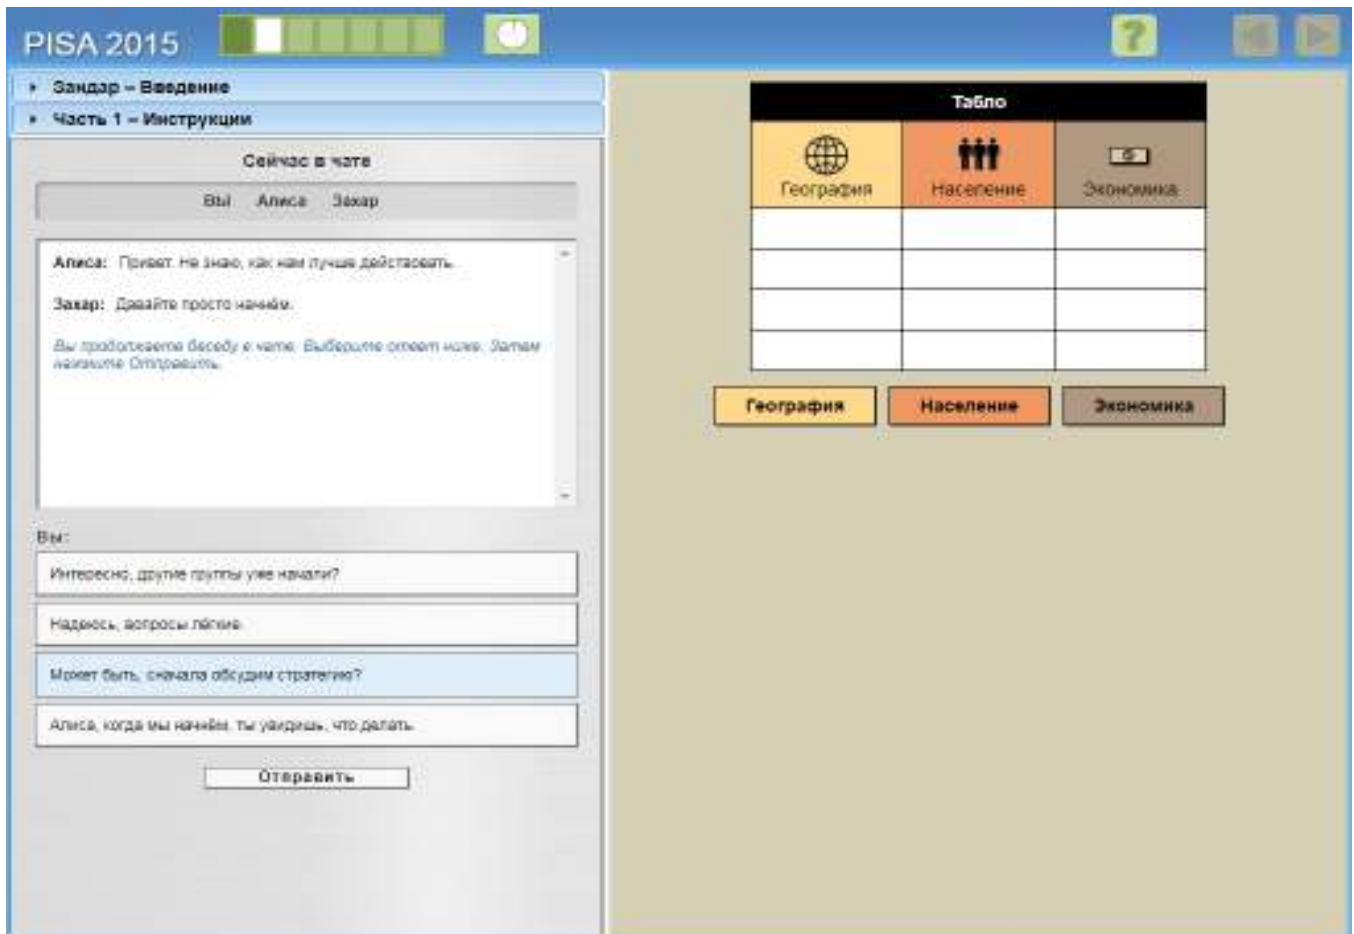 PISA 2015
?
Зандар – Введение
Часть 1 – Инструкции
Сейчас в чате
ВЫ Алиса Захар
Алиса: Привет. Не знаю, как нам лучше действовать.
Захар: Давайте просто начнём.
Вы продолжаете беседу в чате. Выберите ответ ниже. Затем
нажмите Отправить.
Вы:
Интересно, другие группы уже начали?
Надеюсь, вопросы лёгкие.
Может быть, сначала обсудим стратегию?
Алиса, когда мы начнём, ты увидишь, что делать.
Отправить
Табло
География Население Экономика
География Население Экономика